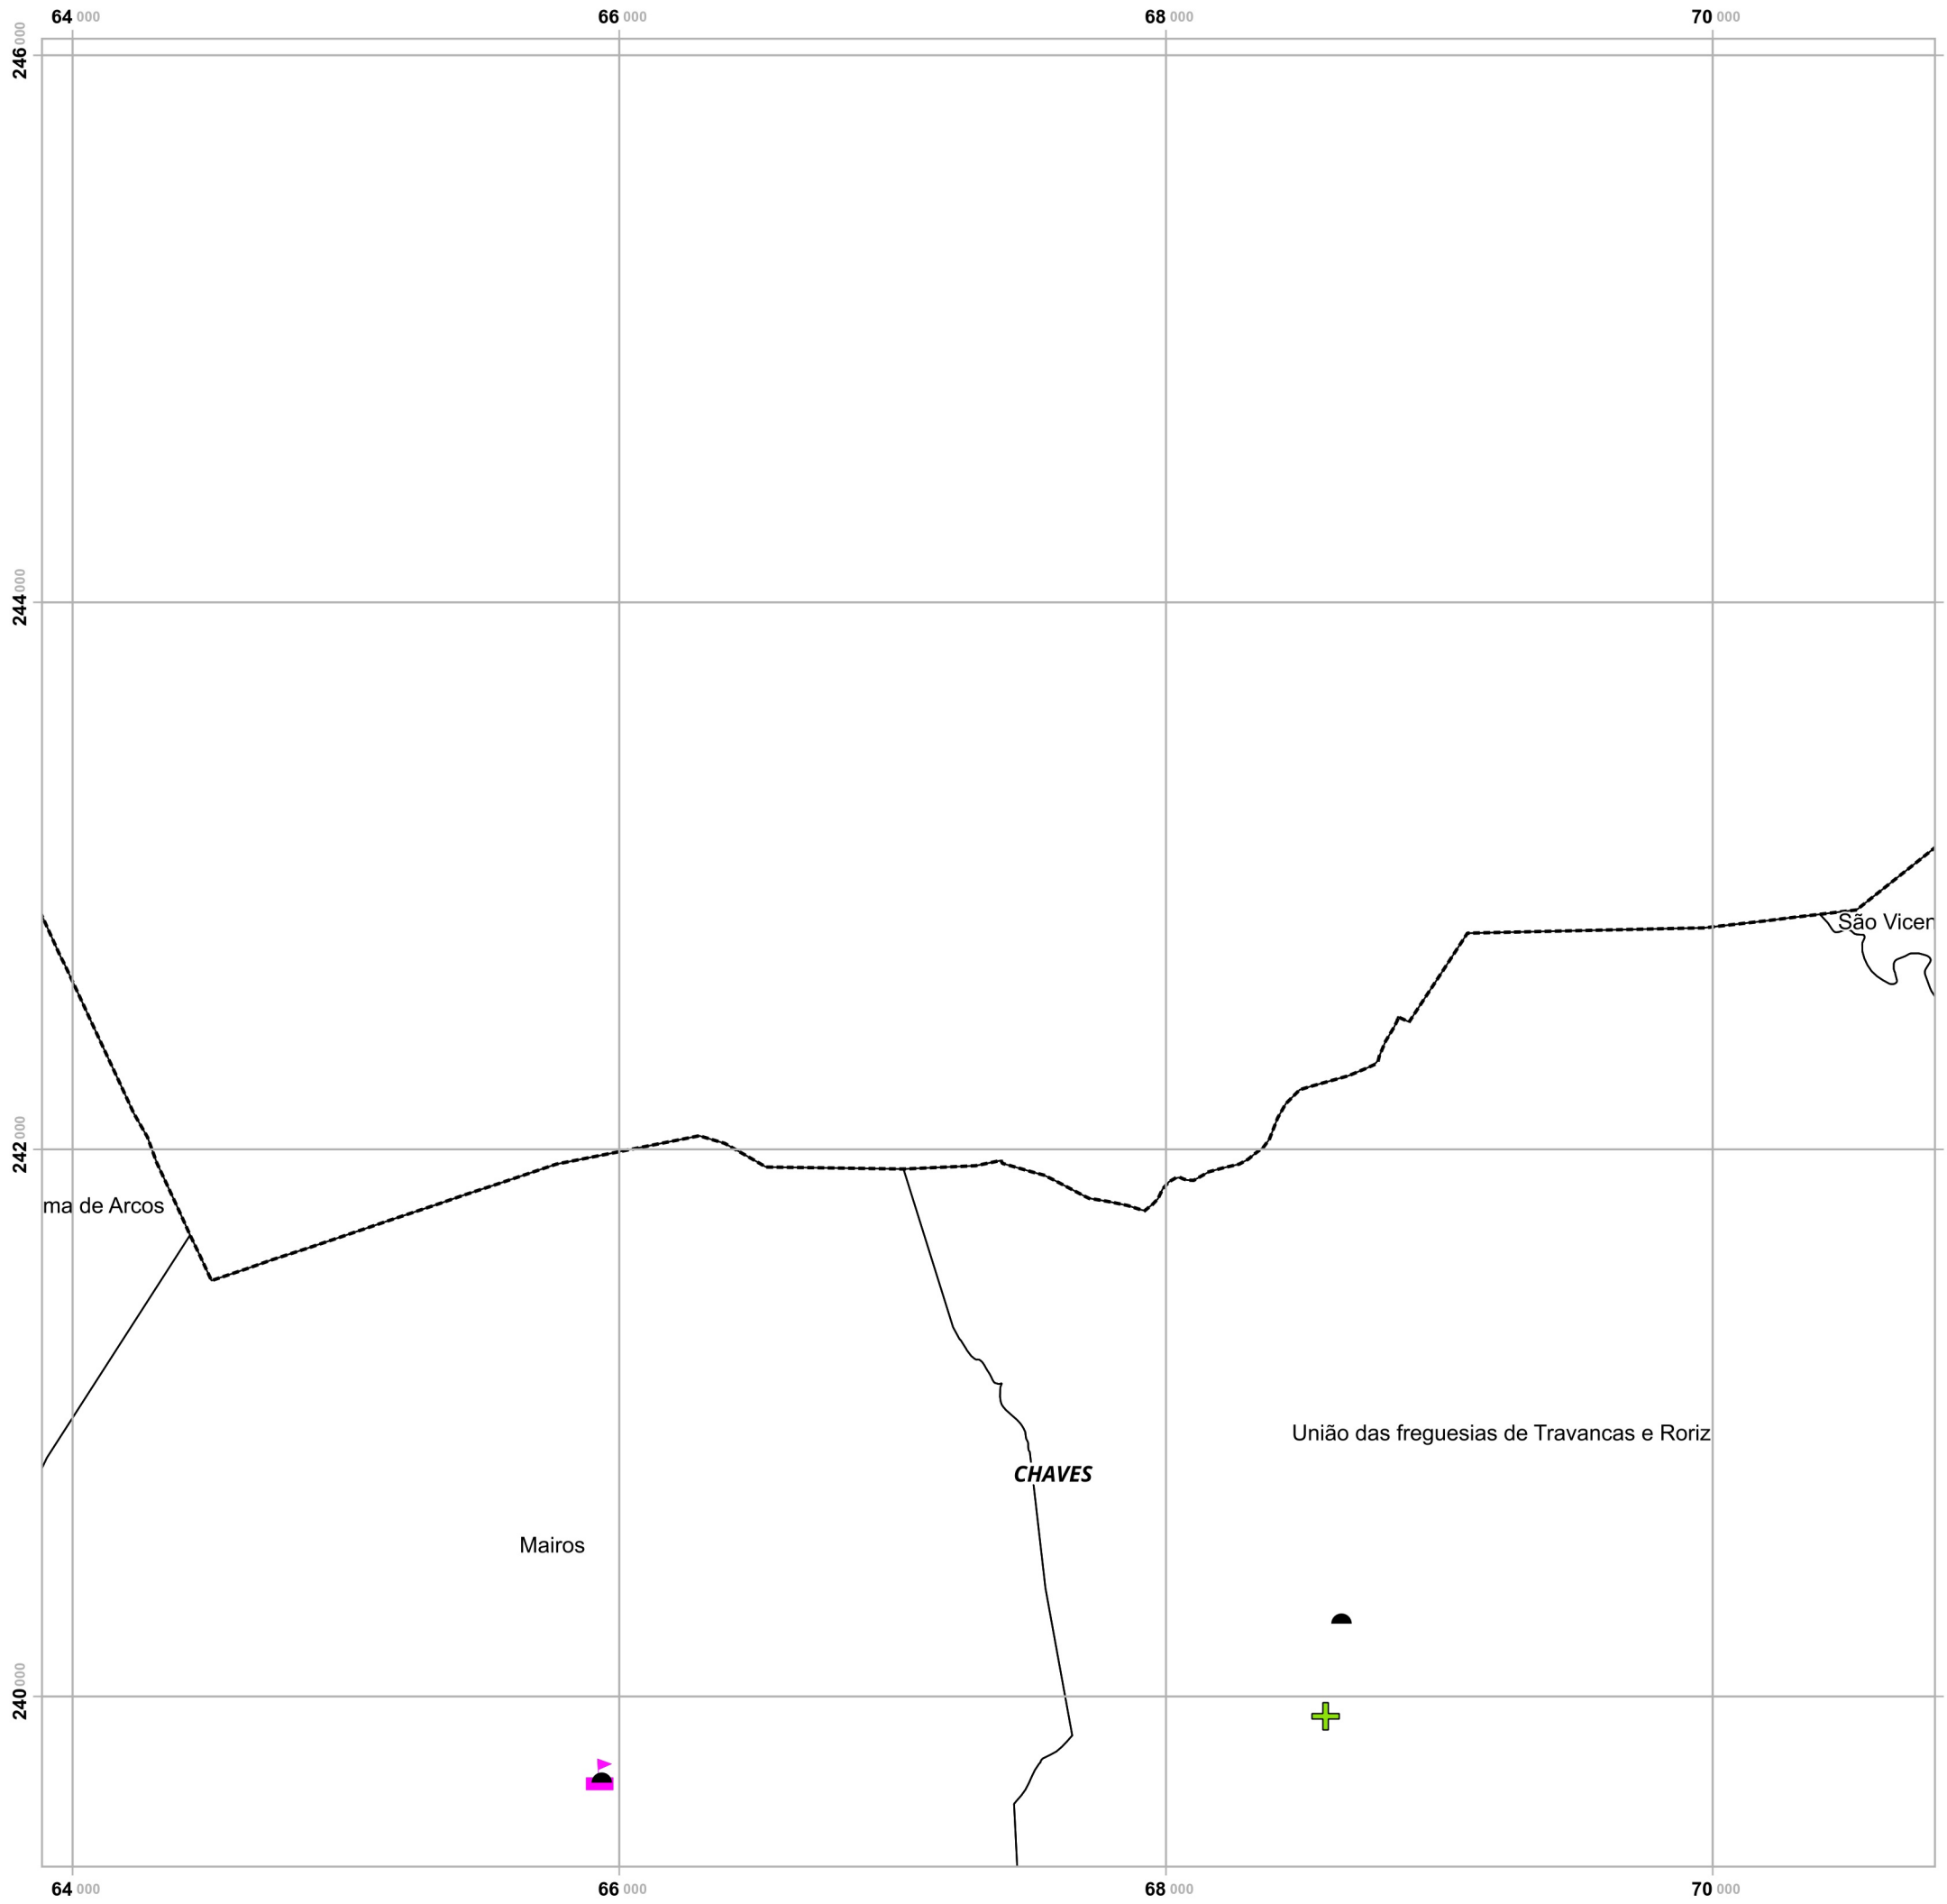 64 000 66 000 68 000 70 000
246 000
244 000
São Vicen
242 000
ma de Arcos
União das freguesias de Travancas e Roriz
CHAVES
Mairos
240 000
64 000 66 000 68 000 70 000